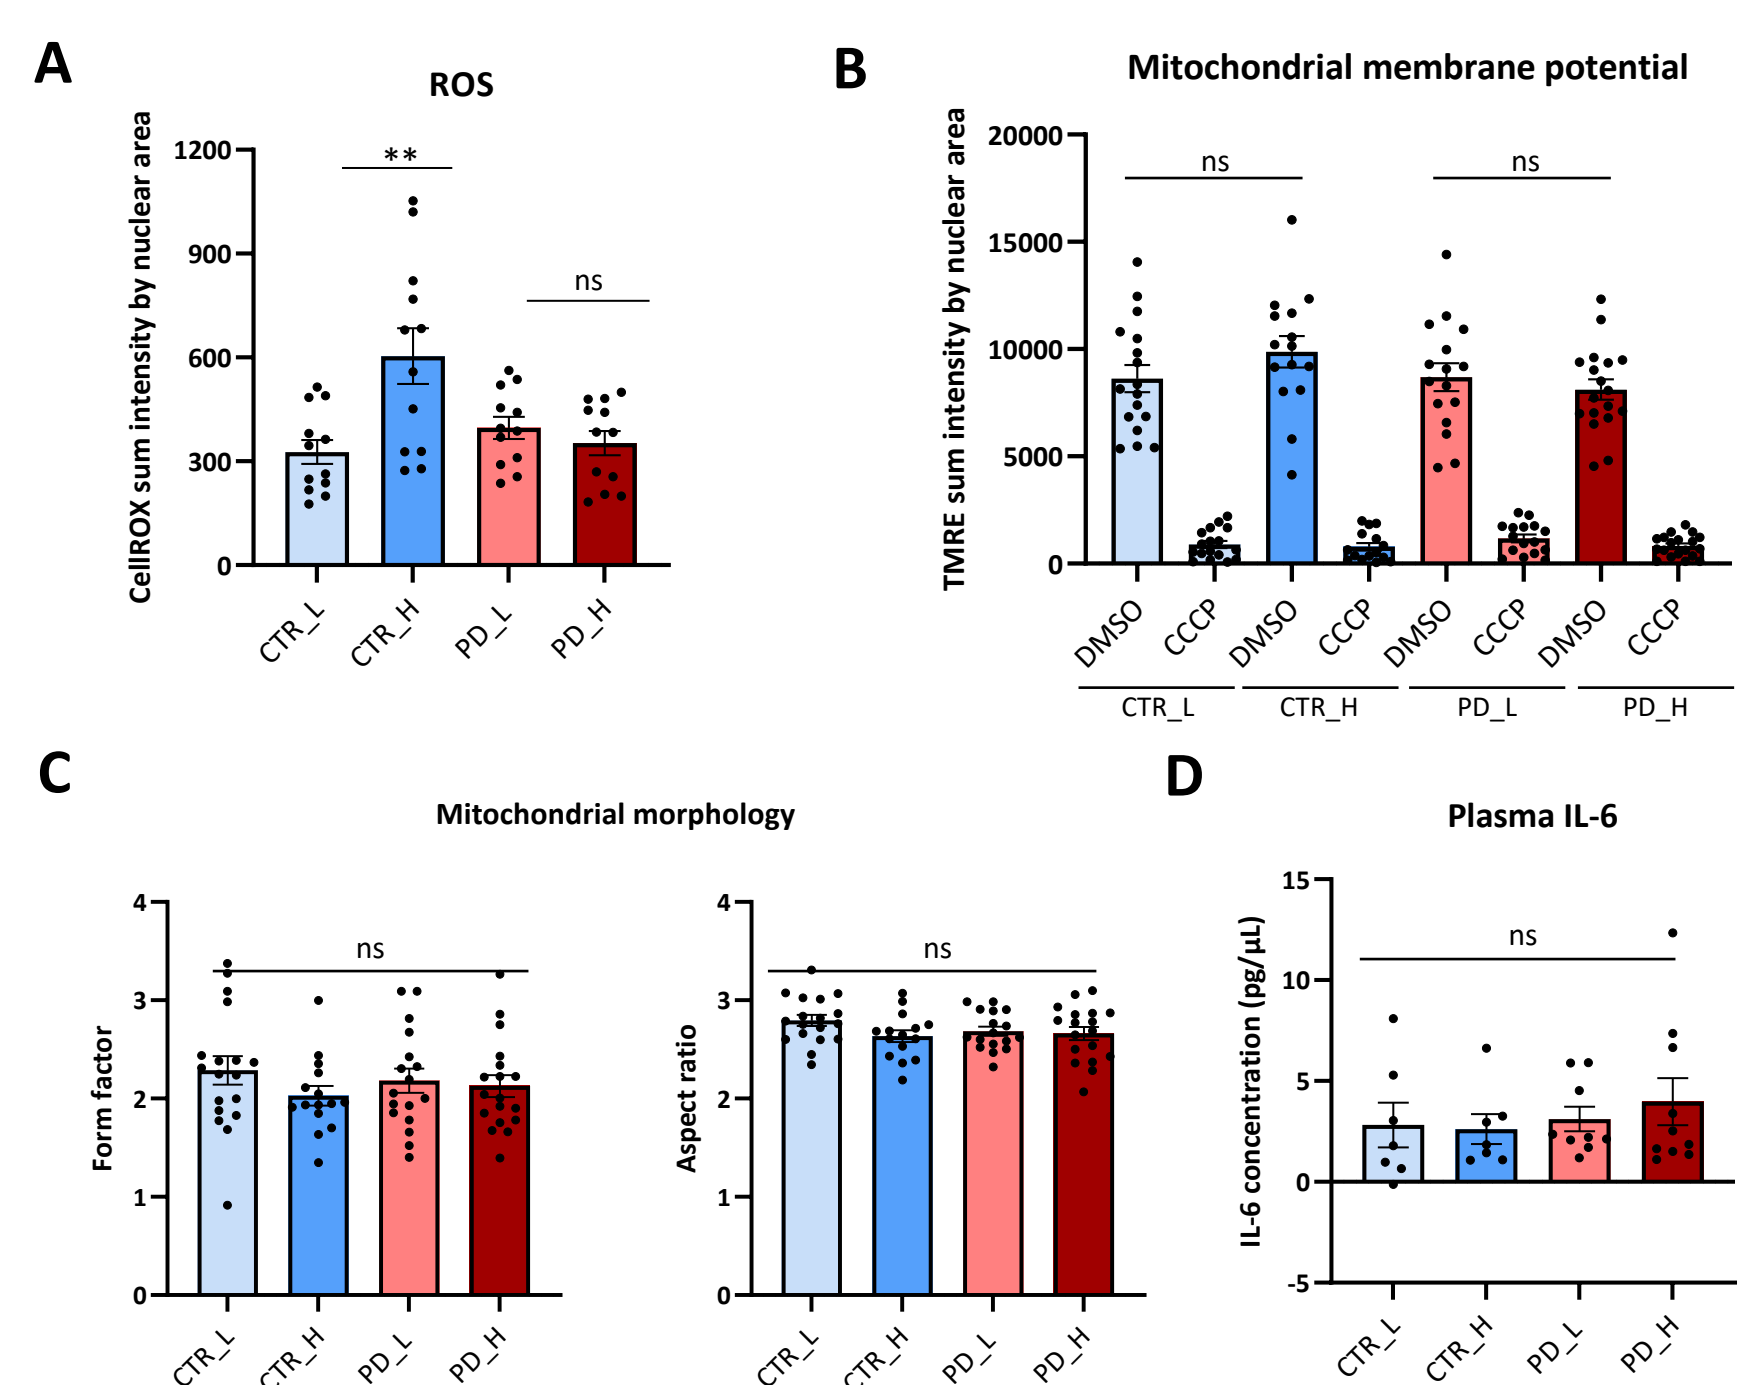 A
ROS
CellROX sum intensity by nuclear area
1200
900
600
300
0
**
ns
CTR_L
CTR_H
PD_L
PD_H
B
Mitochondrial membrane potential
TMRE sum intensity by nuclear area
20000
15000
10000
5000
0
ns
ns
DMSO
CCCP
DMSO
CCCP
DMSO
CCCP
DMSO
CCCP
CTR_L
CTR_H
PD_L
PD_H
C
Mitochondrial morphology
Form factor
4
3
2
1
0
ns
CTR_L
CTR_H
PD_L
PD_H
Aspect ratio
4
3
2
1
0
ns
CTR_L
CTR_H
PD_L
PD_H
D
Plasma IL-6
IL-6 concentration (pg/µL)
15
10
5
0
-5
ns
CTR_L
CTR_H
PD_L
PD_H